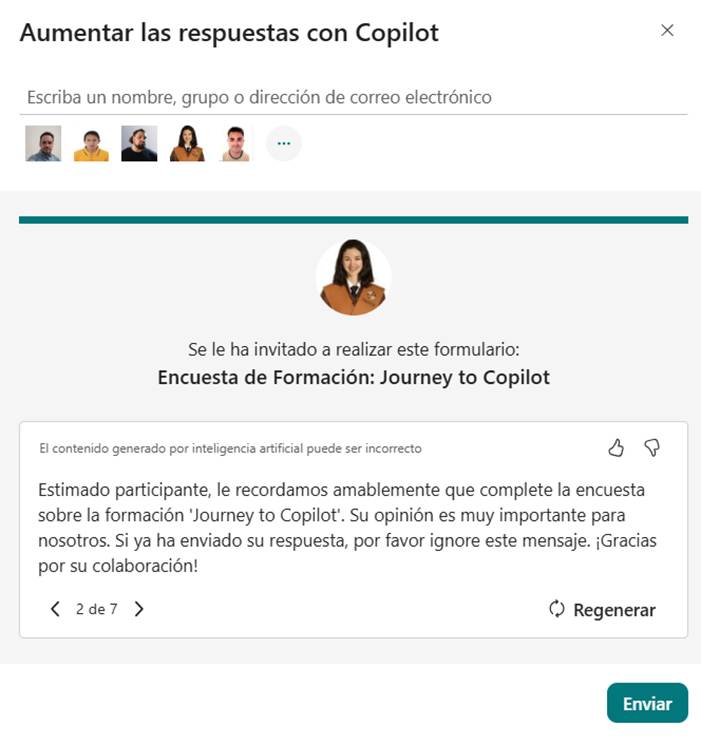 Aumentar las respuestas con Copilot
Escriba un nombre, grupo o dirección de correo electrónico
Se le ha invitado a realizar este formulario:
Encuesta de Formación: Journey to Copilot
El contenido generado por inteligencia artificial puede ser incorrecto
Estimado participante, le recordamos amablemente que complete la encuesta
sobre la formación 'Journey to Copilot'. Su opinión es muy importante para
nosotros. Si ya ha enviado su respuesta, por favor ignore este mensaje. ¡Gracias
por su colaboración!
2 de 7
Regenerar
Enviar